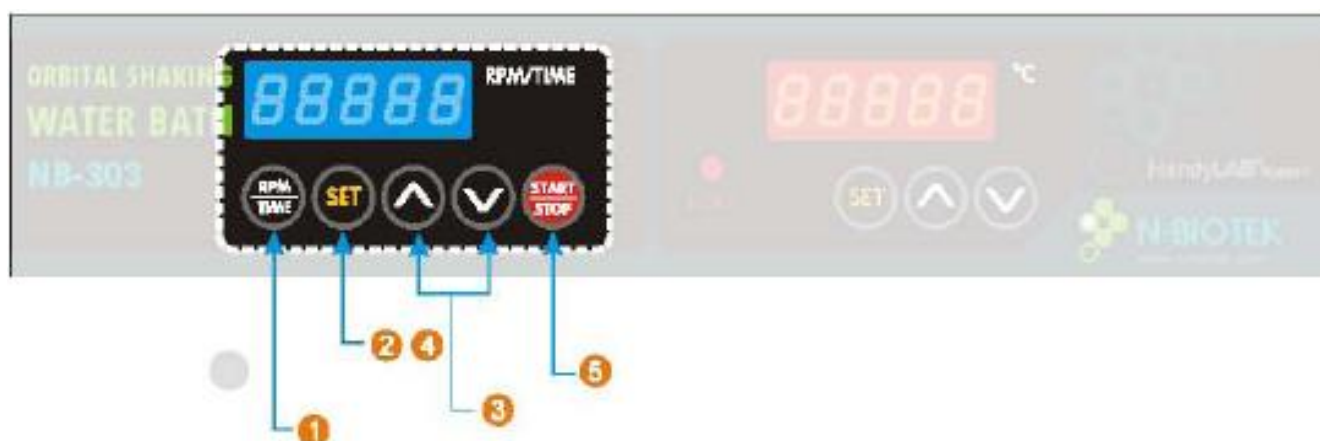 ORBITAL SHAKING
WATER BATH
NB-303
88888
RPM/TIME
RPM
TIME
SET
START
STOP
88888
°C
SET
HandyLAB
N-BIOTEK
2 4
5
3
1